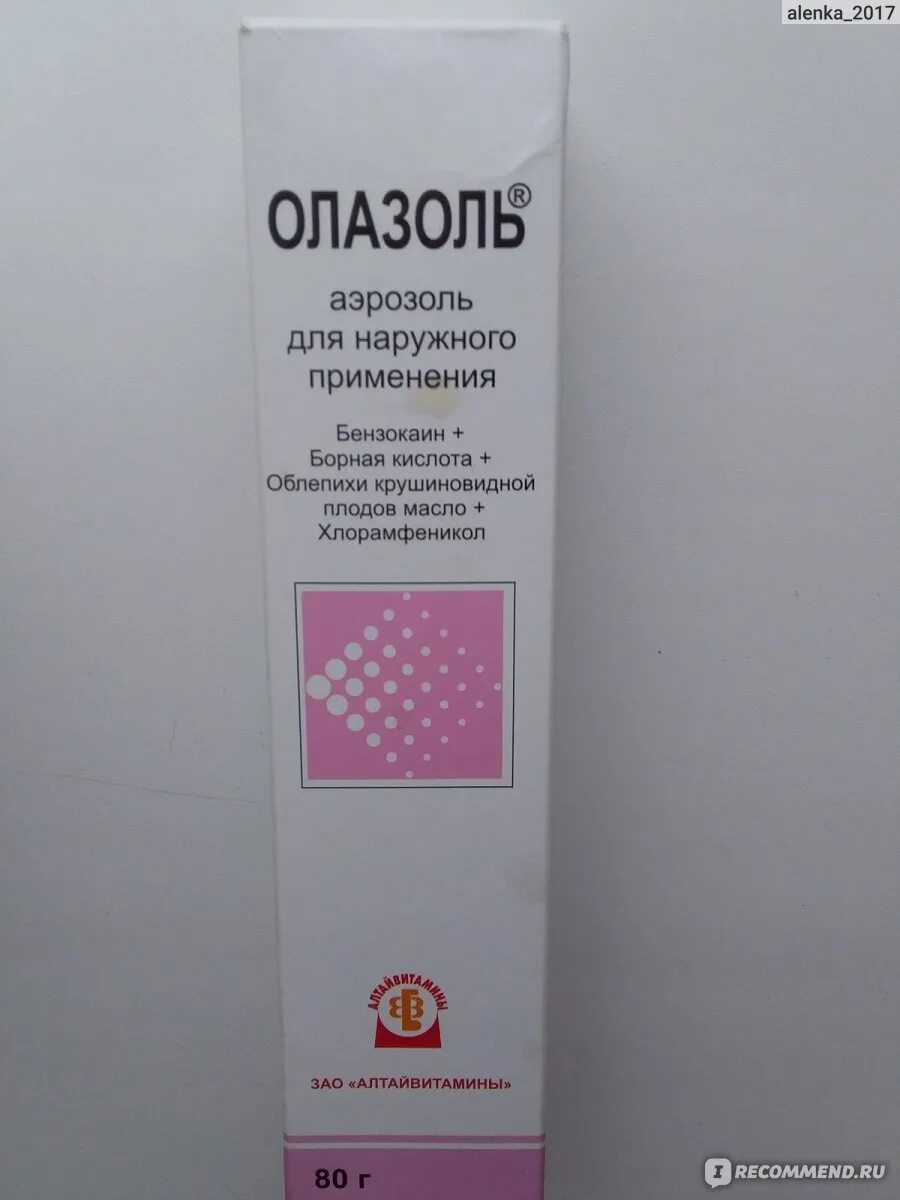 alenka_2017
ОЛАЗОЛЬ®
аэрозоль
для наружного
применения
Бензокаин +
Борная кислота +
Облепихи крушиновидной
плодов масло +
Хлорамфеникол
АЛТАЙВИТАМИНЫ
ЗАО «АЛТАЙВИТАМИНЫ»
80 г
IRECOMMEND.RU